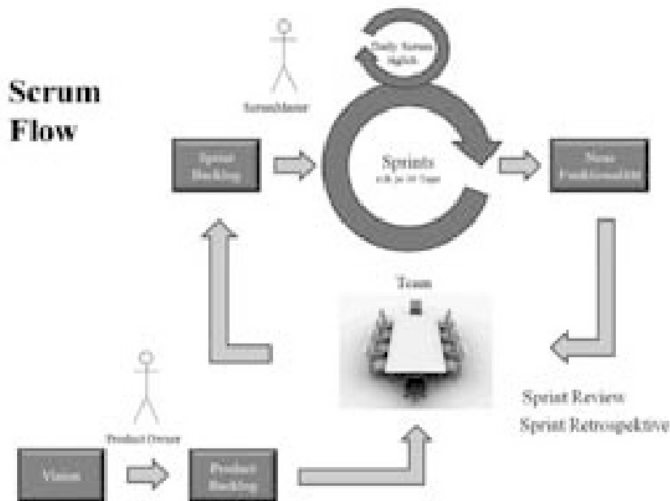 Scrum
Flow
Daily Scrum
täglich
ScrumMaster
Sprint
Backlog
Sprints
Neue
Funktionalität
Team
Product Owner
Sprint Review
Sprint Retrospektive
Vision
Product
Backlog